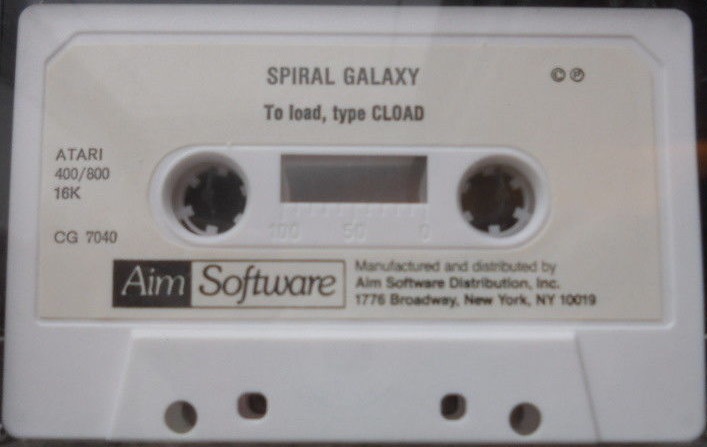 SPIRAL GALAXY
© ℗
To load, type CLOAD
ATARI
400/800
16K
100 50 0
CG 7040
Aim Software
Manufactured and distributed by
Aim Software Distribution, Inc.
1776 Broadway, New York, NY 10019